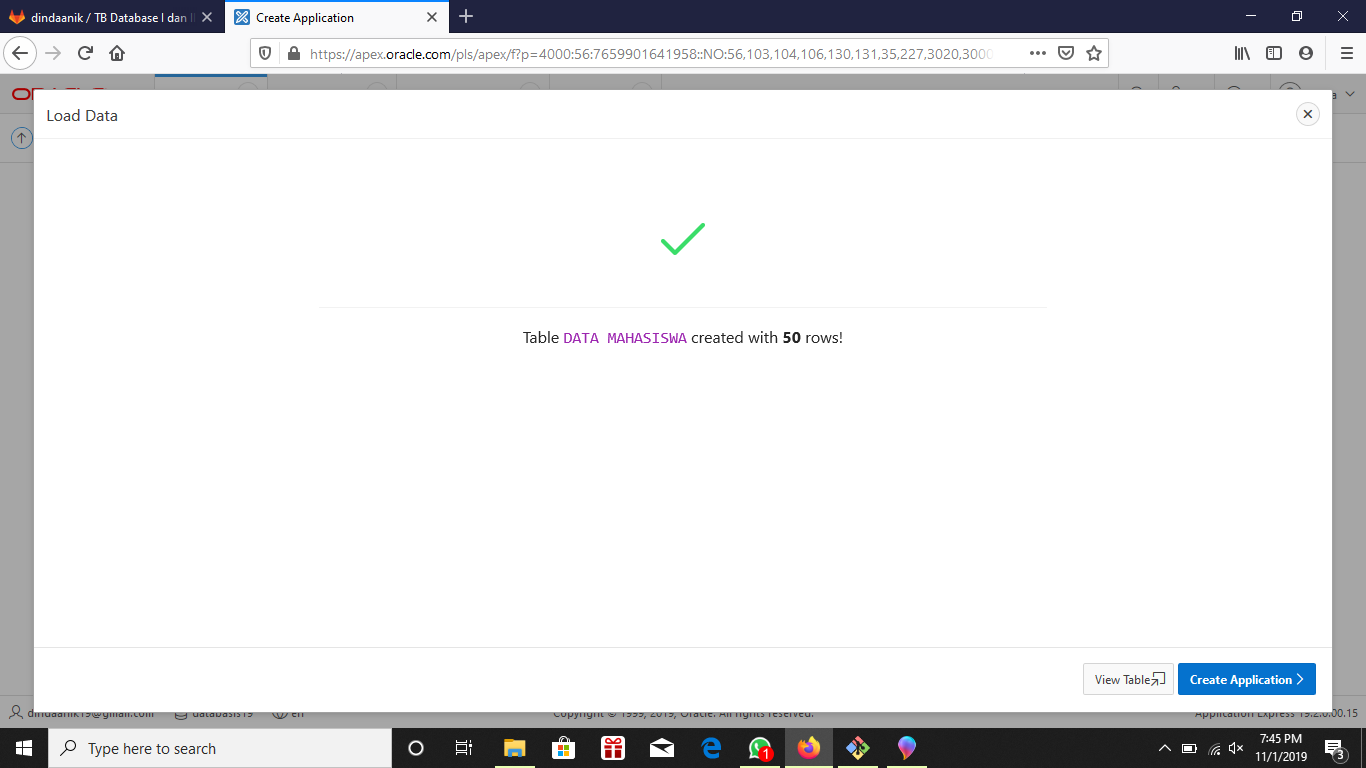 dindaanik / TB Database I dan I
Create Application
https://apex.oracle.com/pls/apex/f?p=4000:56:7659901641958::NO:56,103,104,106,130,131,35,227,3020,3000
Load Data
Table DATA MAHASISWA created with 50 rows!
View Table
Create Application
dindaanik19@gmail.com
databasis19
en
Copyright © 1999, 2019, Oracle. All rights reserved.
Application Express 19.2.0.00.15
Type here to search
1
7:45 PM
11/1/2019
3